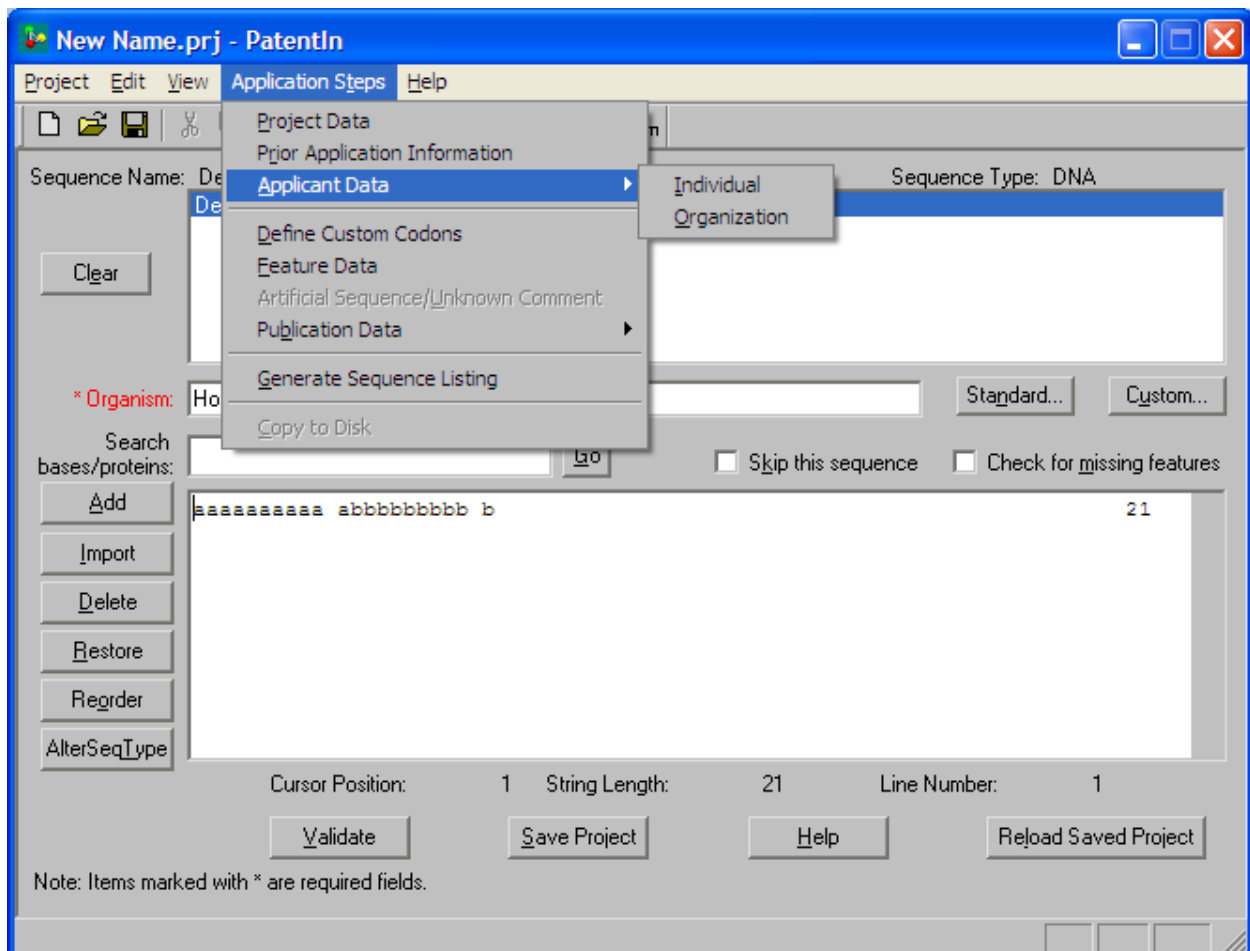 New Name.prj - PatentIn
Project Edit View Application Steps Help
Project Data
Prior Application Information
Applicant Data
Individual
Organization
Define Custom Codons
Feature Data
Artificial Sequence/Unknown Comment
Publication Data
Generate Sequence Listing
Copy to Disk
Sequence Name: De
Sequence Type: DNA
De
Clear
* Organism: Ho
Standard... Custom...
Search
bases/proteins:
Go
Skip this sequence
Check for missing features
Add
aaaaaaaaaa abbbbbbbbb b 21
Import
Delete
Restore
Reorder
AlterSeqType
Cursor Position: 1 String Length: 21 Line Number: 1
Validate Save Project Help Reload Saved Project
Note: Items marked with * are required fields.